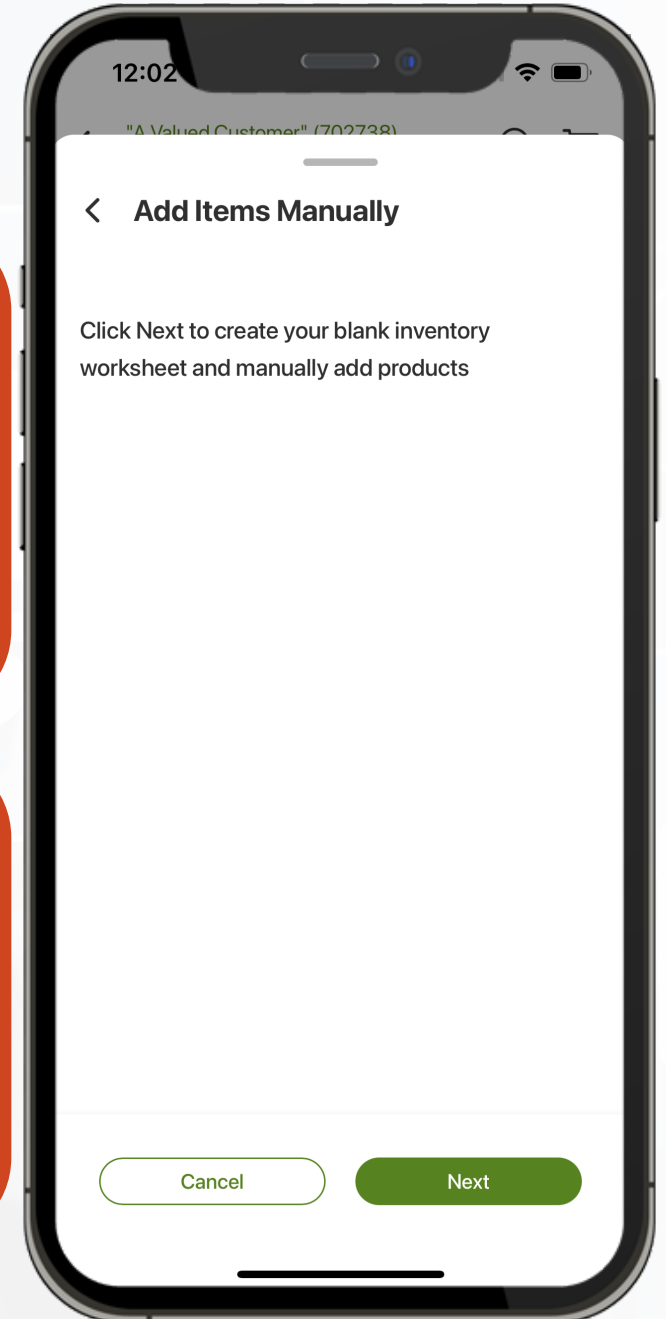 12:02
"A Valued Customer" (702738)
Add Items Manually
Click Next to create your blank inventory
worksheet and manually add products
Cancel
Next